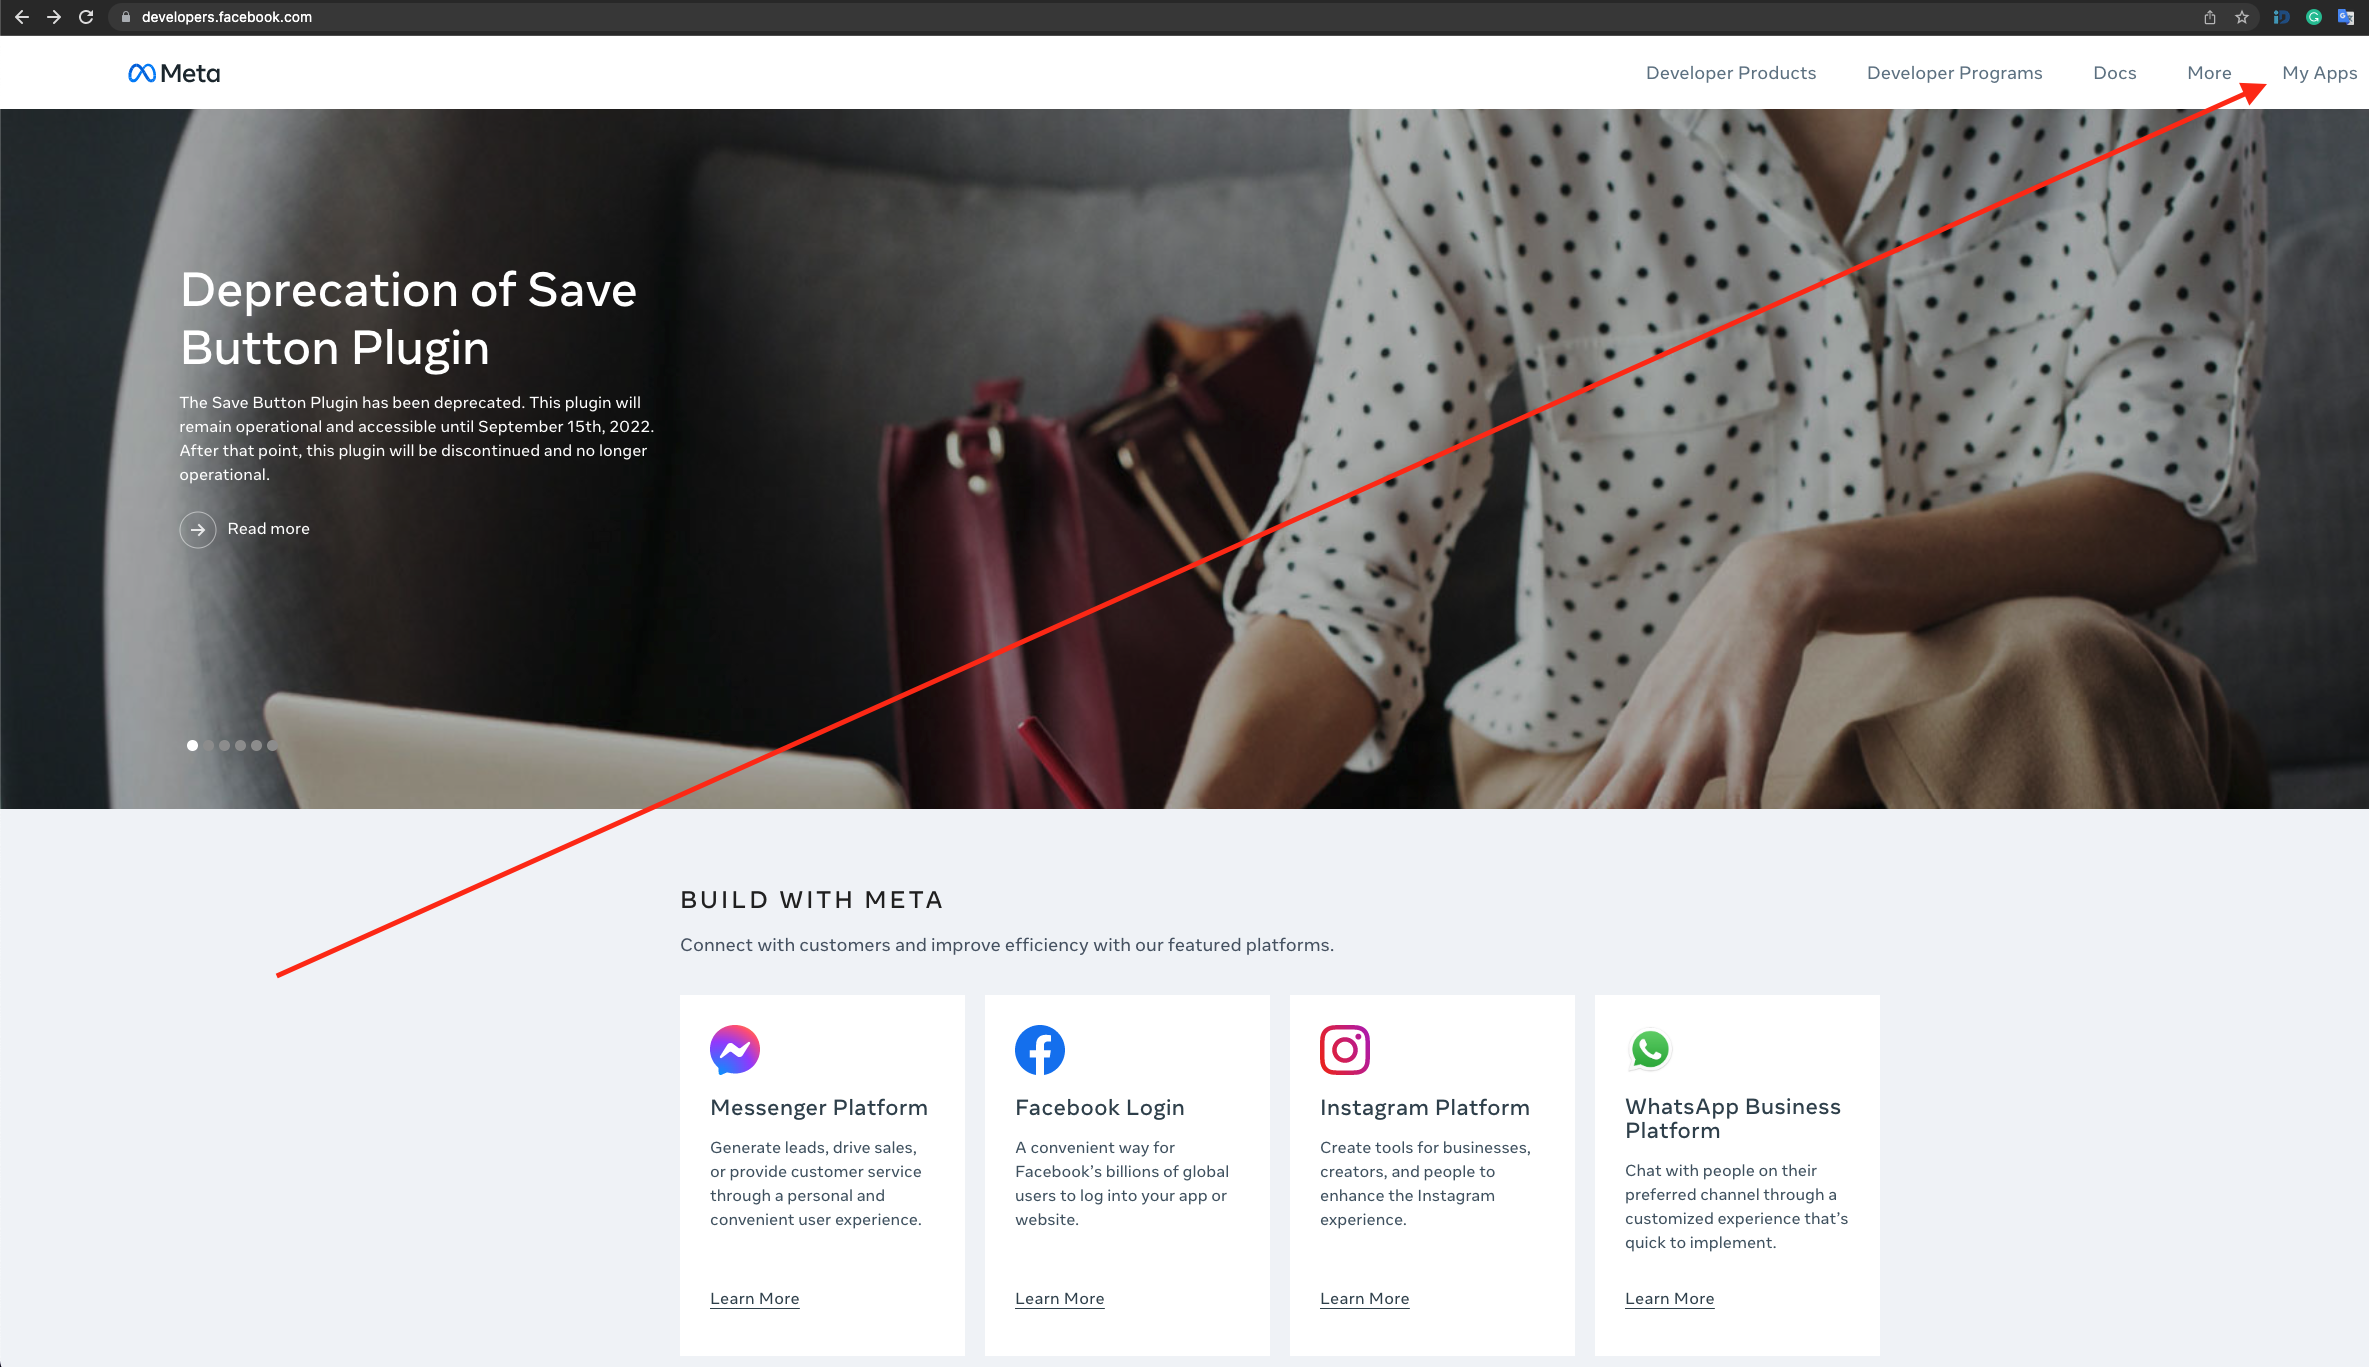 developers.facebook.com
Meta
Developer Products
Developer Programs
Docs
More
My Apps
Deprecation of Save
Button Plugin
The Save Button Plugin has been deprecated. This plugin will
remain operational and accessible until September 15th, 2022.
After that point, this plugin will be discontinued and no longer
operational.
Read more
BUILD WITH META
Connect with customers and improve efficiency with our featured platforms.
Messenger Platform
Generate leads, drive sales,
or provide customer service
through a personal and
convenient user experience.
Learn More
Facebook Login
A convenient way for
Facebook’s billions of global
users to log into your app or
website.
Learn More
Instagram Platform
Create tools for businesses,
creators, and people to
enhance the Instagram
experience.
Learn More
WhatsApp Business
Platform
Chat with people on their
preferred channel through a
customized experience that’s
quick to implement.
Learn More